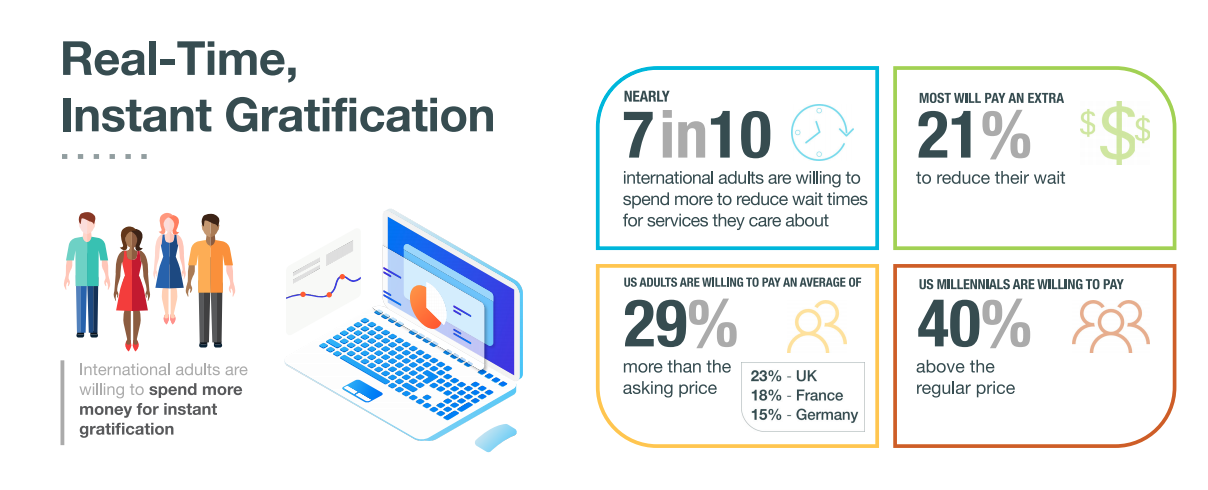 Real-Time,
Instant Gratification
International adults are
willing to spend more
money for instant
gratification
NEARLY
7in10
international adults are willing to
spend more to reduce wait times
for services they care about
MOST WILL PAY AN EXTRA
21%
to reduce their wait
US ADULTS ARE WILLING TO PAY AN AVERAGE OF
29%
more than the
asking price
23% - UK
18% - France
15% - Germany
US MILLENNIALS ARE WILLING TO PAY
40%
above the
regular price